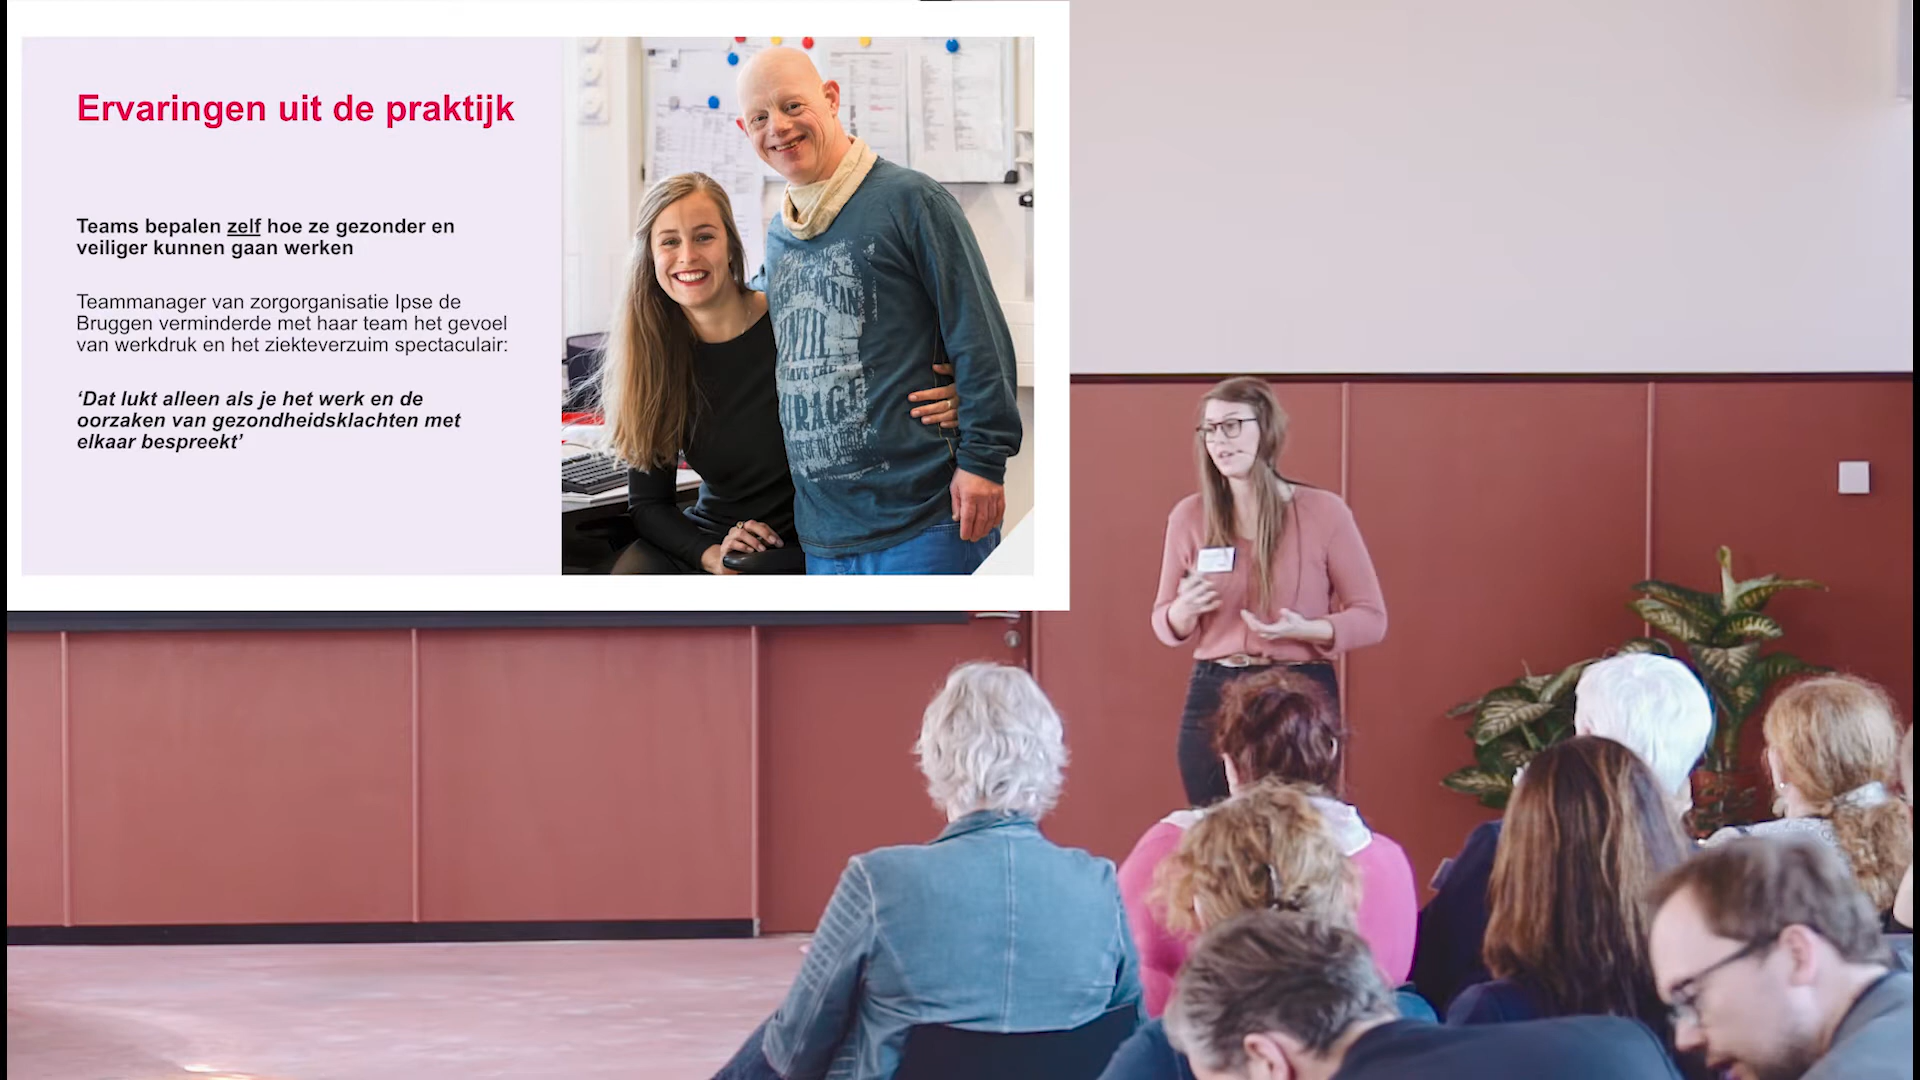 Ervaringen uit de praktijk
Teams bepalen zelf hoe ze gezonder en
veiliger kunnen gaan werken
Teammanager van zorgorganisatie Ipse de
Bruggen verminderde met haar team het gevoel
van werkdruk en het ziekteverzuim spectaculair:
‘Dat lukt alleen als je het werk en de
oorzaken van gezondheidsklachten met
elkaar bespreekt’